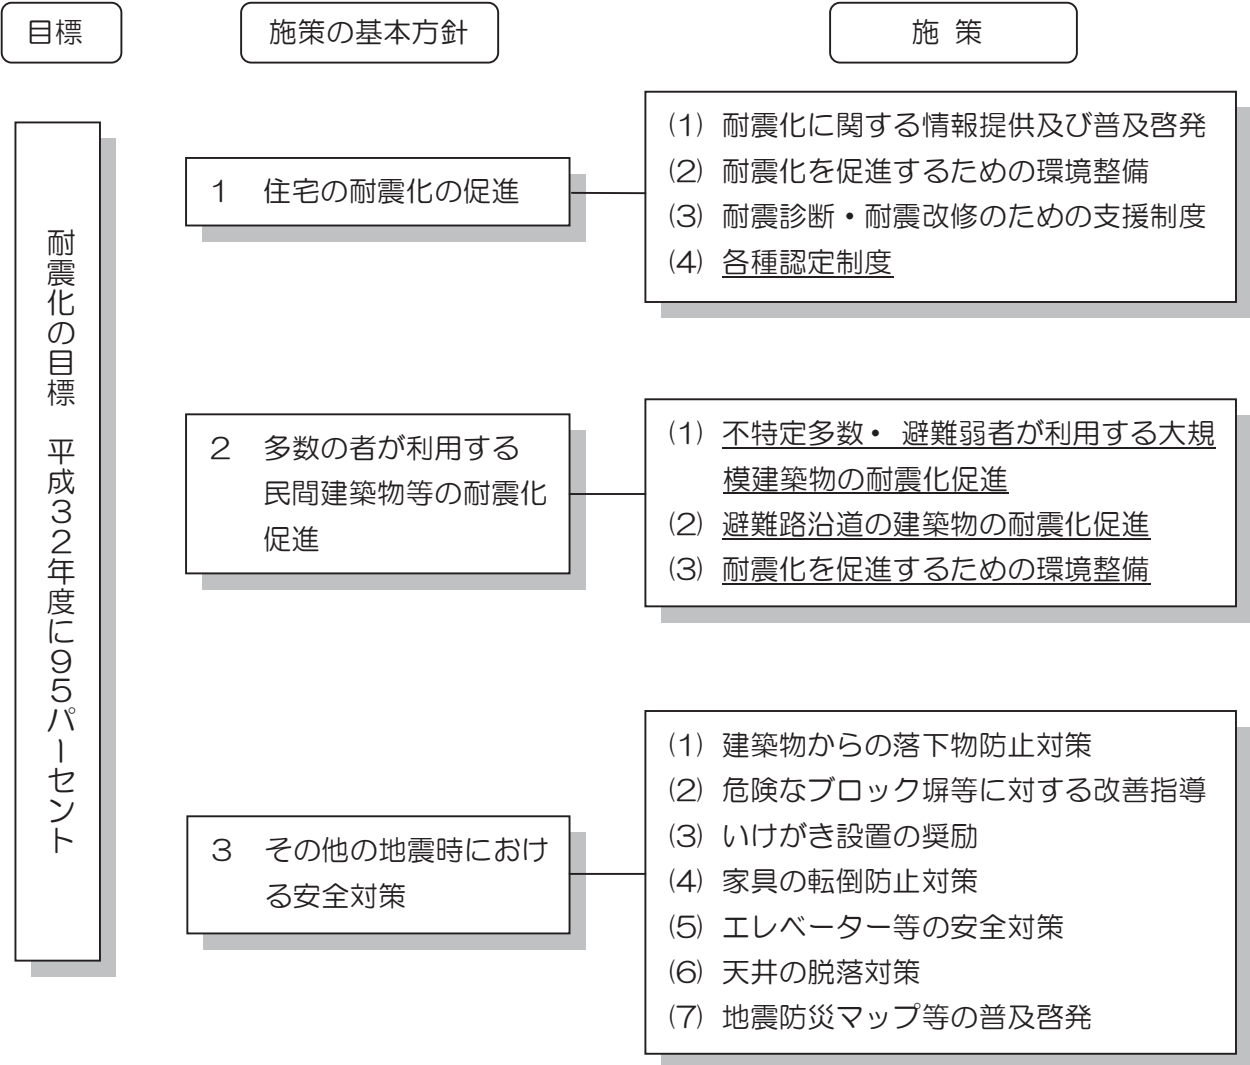 目標
施策の基本方針
施 策
耐震化の目標 平成32年度に95パーセント
1 住宅の耐震化の促進
(1) 耐震化に関する情報提供及び普及啓発
(2) 耐震化を促進するための環境整備
(3) 耐震診断・耐震改修のための支援制度
(4) 各種認定制度
2 多数の者が利用する
民間建築物等の耐震化
促進
(1) 不特定多数・ 避難弱者が利用する大規
模建築物の耐震化促進
(2) 避難路沿道の建築物の耐震化促進
(3) 耐震化を促進するための環境整備
3 その他の地震時におけ
る安全対策
(1) 建築物からの落下物防止対策
(2) 危険なブロック塀等に対する改善指導
(3) いけがき設置の奨励
(4) 家具の転倒防止対策
(5) エレベーター等の安全対策
(6) 天井の脱落対策
(7) 地震防災マップ等の普及啓発